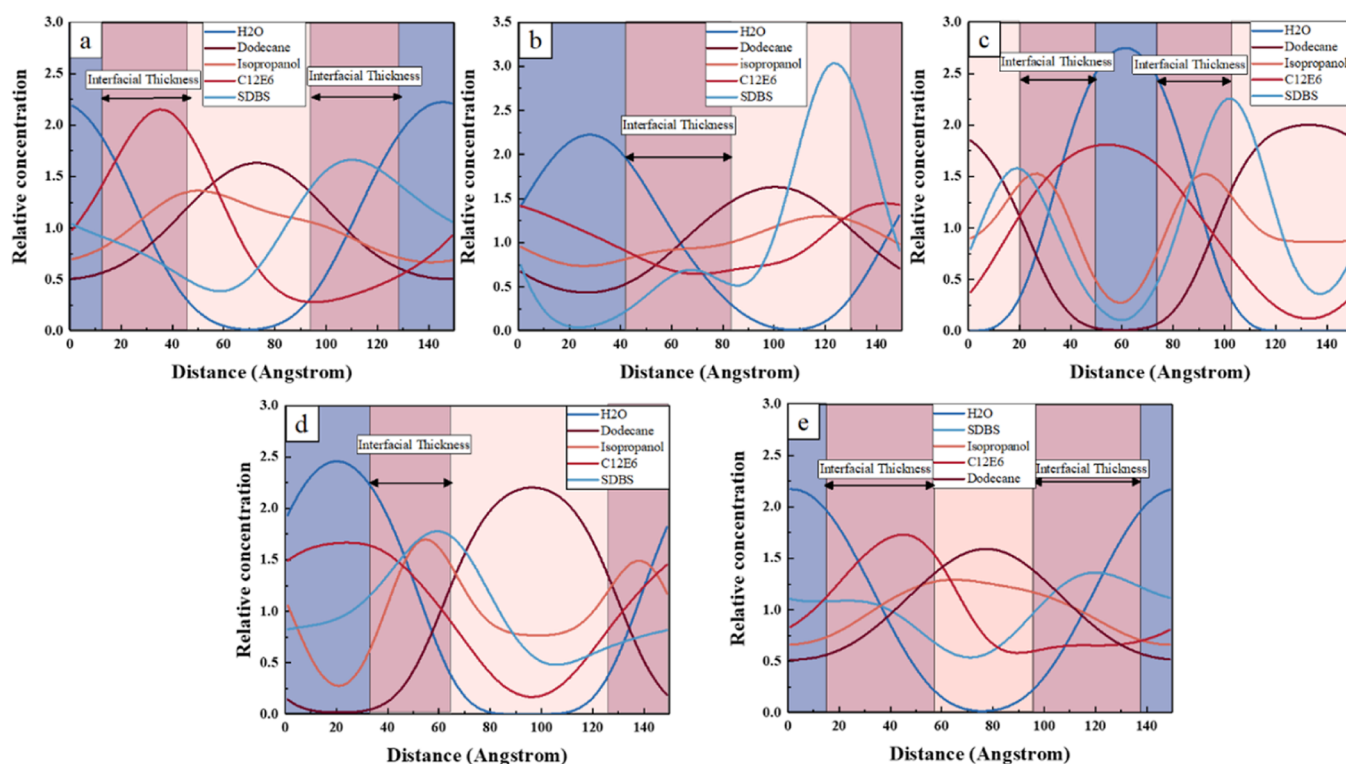 a
H2O
Dodecane
Isopropanol
C12E6
SDBS
Interfacial Thickness
Interfacial Thickness
Relative concentration
3.0
2.5
2.0
1.5
1.0
0.5
0.0
0 20 40 60 80 100 120 140
Distance (Angstrom)
b
H2O
Dodecane
isopropanol
C12E6
SDBS
Interfacial Thickness
Relative concentration
3.5
3.0
2.5
2.0
1.5
1.0
0.5
0.0
0 20 40 60 80 100 120 140
Distance (Angstrom)
c
H2O
Dodecane
Isopropanol
C12E6
SDBS
Interfacial Thickness
Interfacial Thickness
Relative concentration
3.0
2.5
2.0
1.5
1.0
0.5
0.0
0 20 40 60 80 100 120 140
Distance (Angstrom)
d
H2O
Dodecane
Isopropanol
C12E6
SDBS
Interfacial Thickness
Relative concentration
3.0
2.5
2.0
1.5
1.0
0.5
0.0
0 20 40 60 80 100 120 140
Distance (Angstrom)
e
H2O
SDBS
Isopropanol
C12E6
Dodecane
Interfacial Thickness
Interfacial Thickness
Relative concentration
3.0
2.5
2.0
1.5
1.0
0.5
0.0
0 20 40 60 80 100 120 140
Distance (Angstrom)